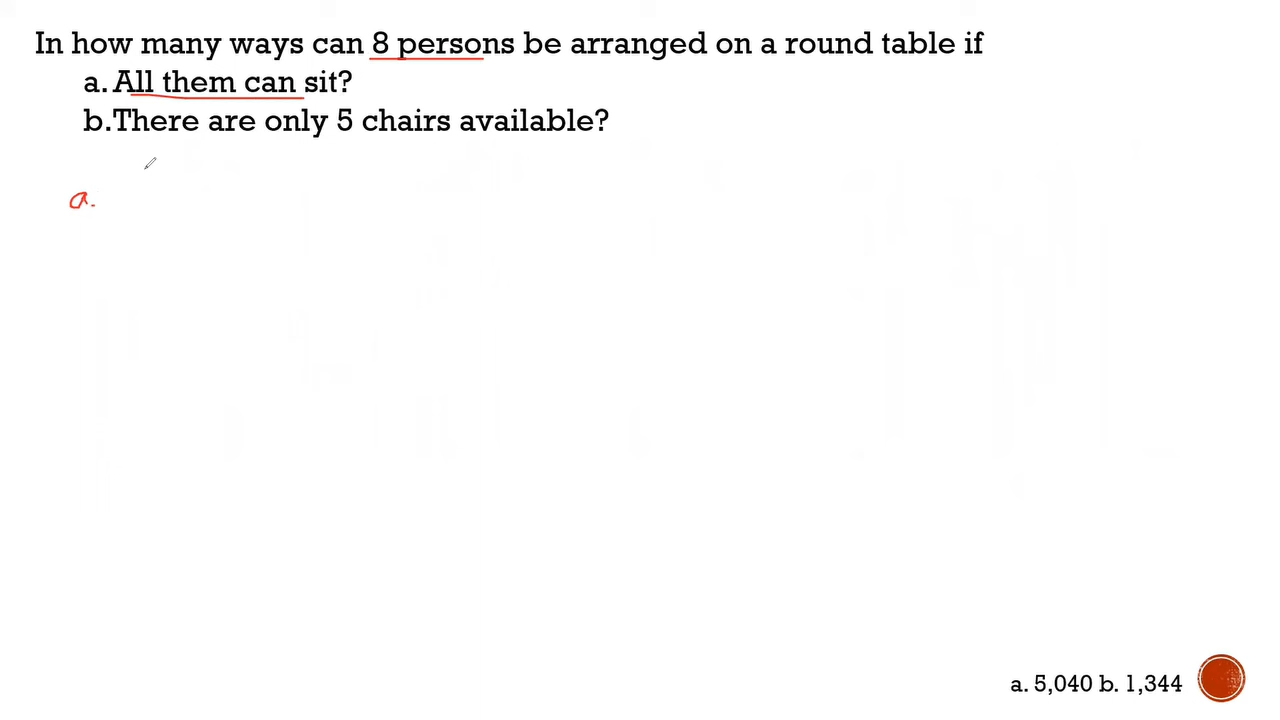 In how many ways can 8 persons be arranged on a round table if
a. All them can sit?
b. There are only 5 chairs available?
a.
a. 5,040 b. 1,344